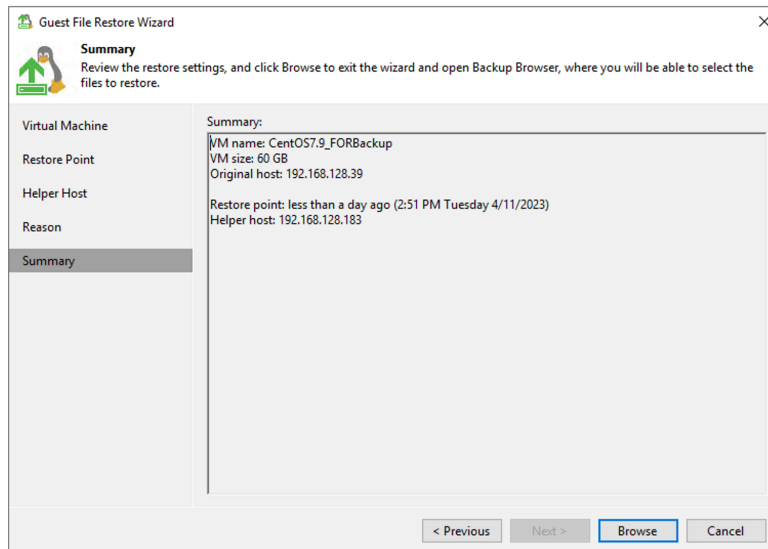 Guest File Restore Wizard
Summary
Review the restore settings, and click Browse to exit the wizard and open Backup Browser, where you will be able to select the
files to restore.
Virtual Machine
Restore Point
Helper Host
Reason
Summary
Summary:
VM name: CentOS7.9_FORBackup
VM size: 60 GB
Original host: 192.168.128.39
Restore point: less than a day ago (2:51 PM Tuesday 4/11/2023)
Helper host: 192.168.128.183
< Previous
Next >
Browse
Cancel